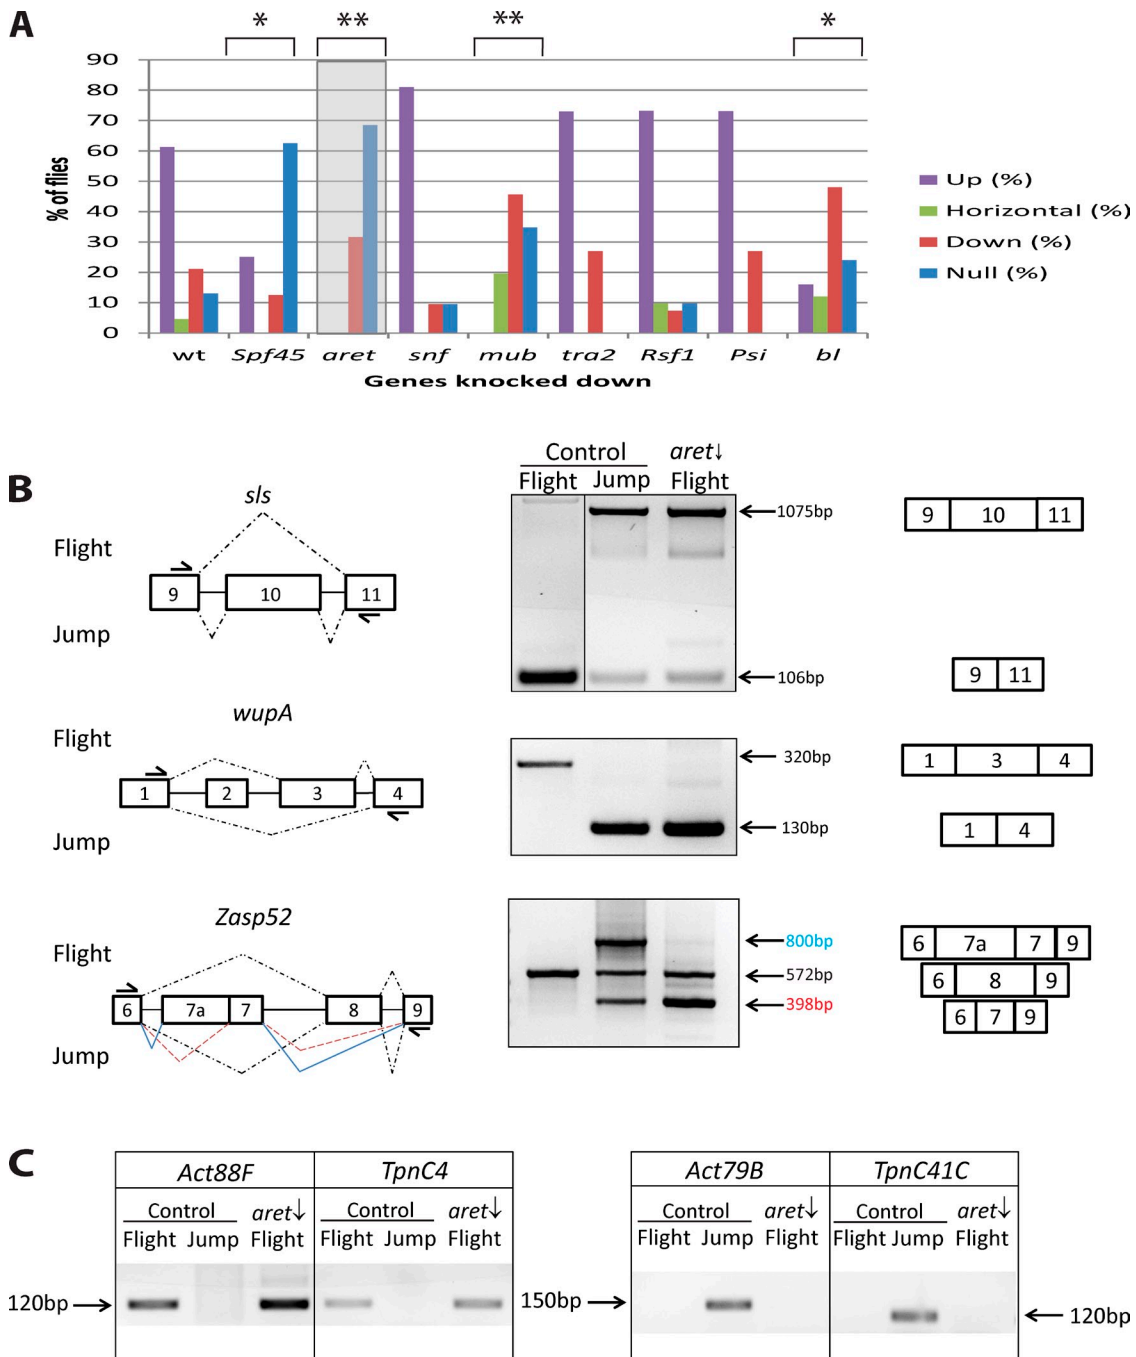 A
* ** ** *
90
80
70
60
50
40
30
20
10
0
% of flies
wt Spf45 aret snf mub tra2 Rsf1 Psi bl
Genes knocked down
Up (%)
Horizontal (%)
Down (%)
Null (%)
B
sls
Flight
9 10 11
Jump
Control aret↓
Flight Jump Flight
1075bp
106bp
9 10 11
9 11
wupA
Flight
1 2 3 4
Jump
320bp
130bp
1 3 4
1 4
Zasp52
Flight
6 7a 7 8 9
Jump
800bp
572bp
398bp
6 7a 7 9
6 8 9
6 7 9
C
Act88F TpnC4
Control aret↓ Control aret↓
Flight Jump Flight Flight Jump Flight
120bp
Act79B TpnC41C
Control aret↓ Control aret↓
Flight Jump Flight Flight Jump Flight
150bp
120bp